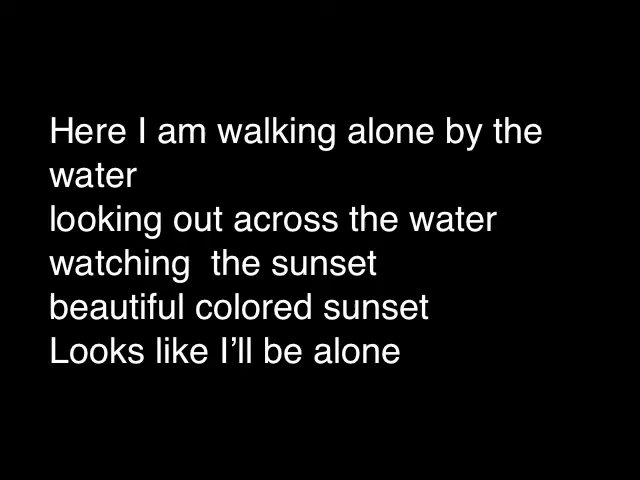 Here I am walking alone by the
water
looking out across the water
watching  the sunset
beautiful colored sunset
Looks like I’ll be alone